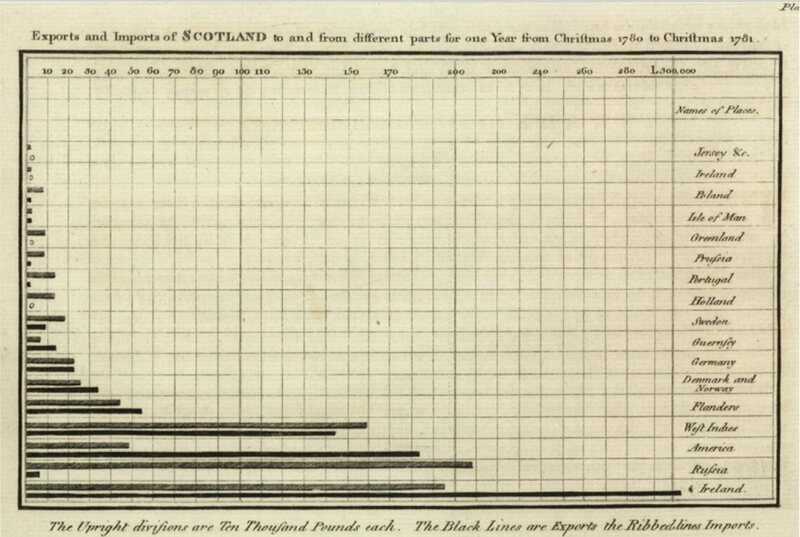 Pla
Exports and Imports of SCOTLAND to and from different parts for one Year from Chriſtmas 1780 to Chriſtmas 1781.
10 20 30 40 50 60 70 80 90 100 110 130 150 170 200 200 240 260 280 L300,000
Names of Places.
Jersey &c.
Ireland
Poland
Isle of Man
Greenland
Pruſsia
Portugal
Holland
Sweden
Guernſey
Germany
Denmark and
Norway
Flanders
Weſt Indies
America
Ruſsia
Ireland.
The Upright diviſions are Ten Thouſand Pounds each. The Black Lines are Exports the Ribbed lines Imports.